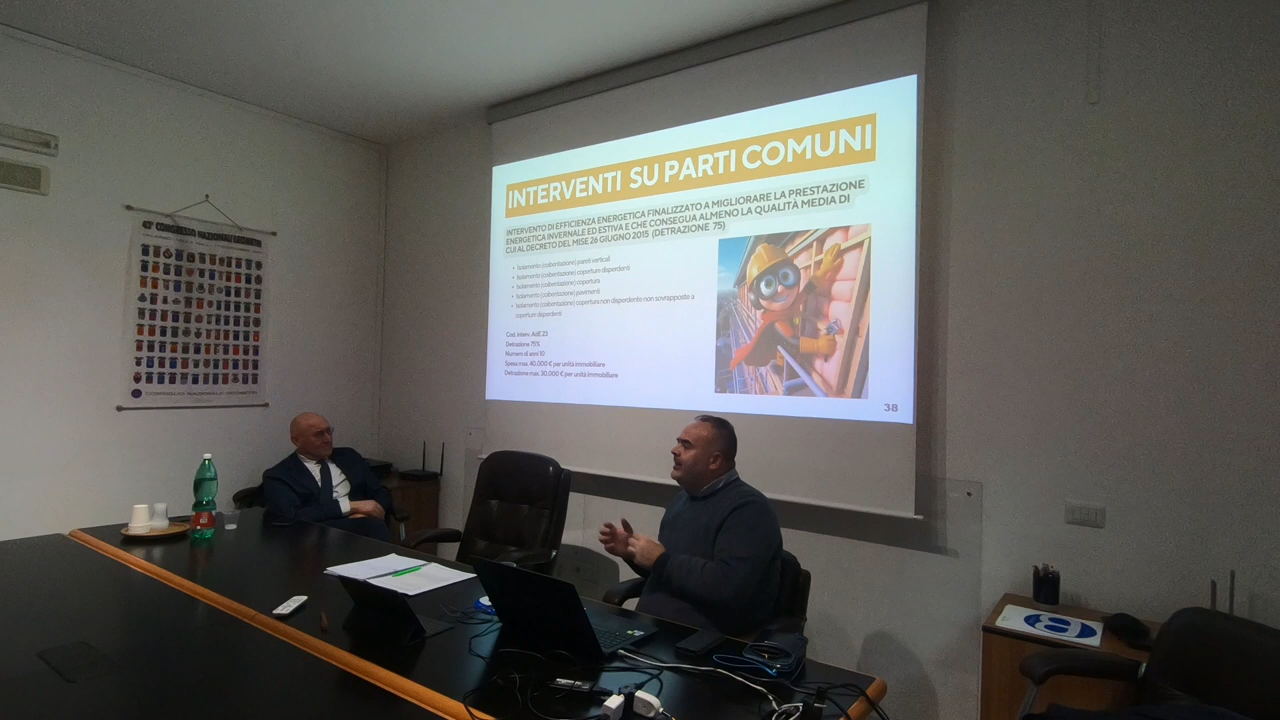 INTERVENTI SU PARTI COMUNI
INTERVENTO DI EFFICIENZA ENERGETICA FINALIZZATO A MIGLIORARE LA PRESTAZIONE
ENERGETICA INVERNALE ED ESTIVA E CHE CONSEGUA ALMENO LA QUALITÀ MEDIA DI
CUI AL DECRETO DEL MISE 26 GIUGNO 2015 (DETRAZIONE 75)
• Isolamento (coibentazione) pareti verticali
• Isolamento (coibentazione) coperture disperdenti
• Isolamento (coibentazione) copertura
• Isolamento (coibentazione) pavimenti
• Isolamento (coibentazione) copertura non disperdente non sovrapposte a
coperture disperdenti
Cod. interv. AdE 23
Detrazione 75%
Numero di anni 10
Spesa max. 40.000 € per unità immobiliare
Detrazione max. 30.000 € per unità immobiliare
38
CONGRESSO NAZIONALE GEOMETRI